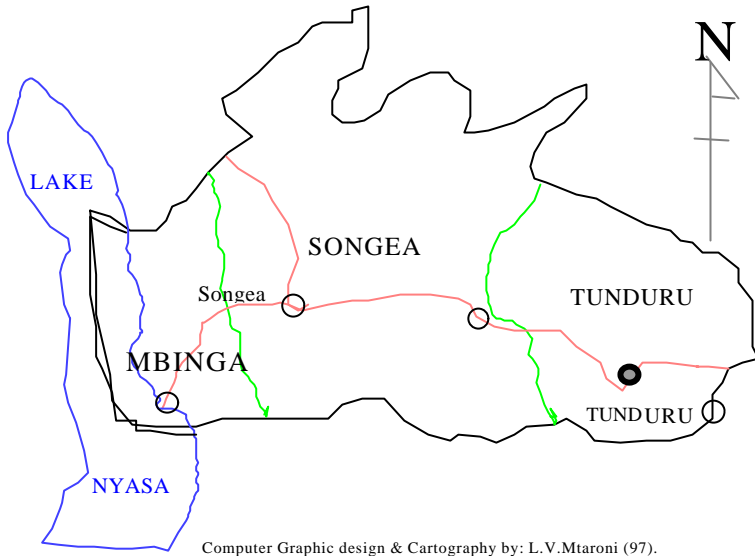 N
LAKE
SONGEA
Songea
TUNDURU
MBINGA
TUNDURU
NYASA
Computer Graphic design & Cartography by: L.V.Mtaroni (97).